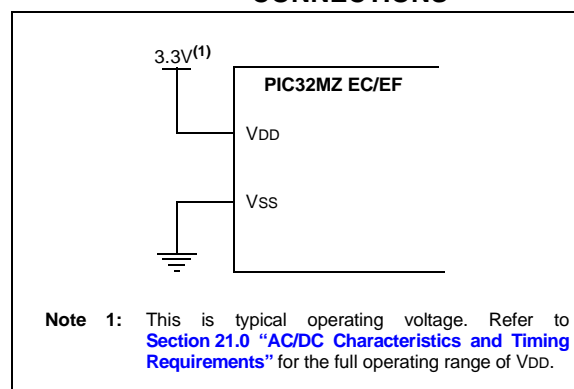 CONNECTIONS
3.3V(1)
PIC32MZ EC/EF
VDD
VSS
Note 1: This is typical operating voltage. Refer to
Section 21.0 “AC/DC Characteristics and Timing
Requirements” for the full operating range of VDD.